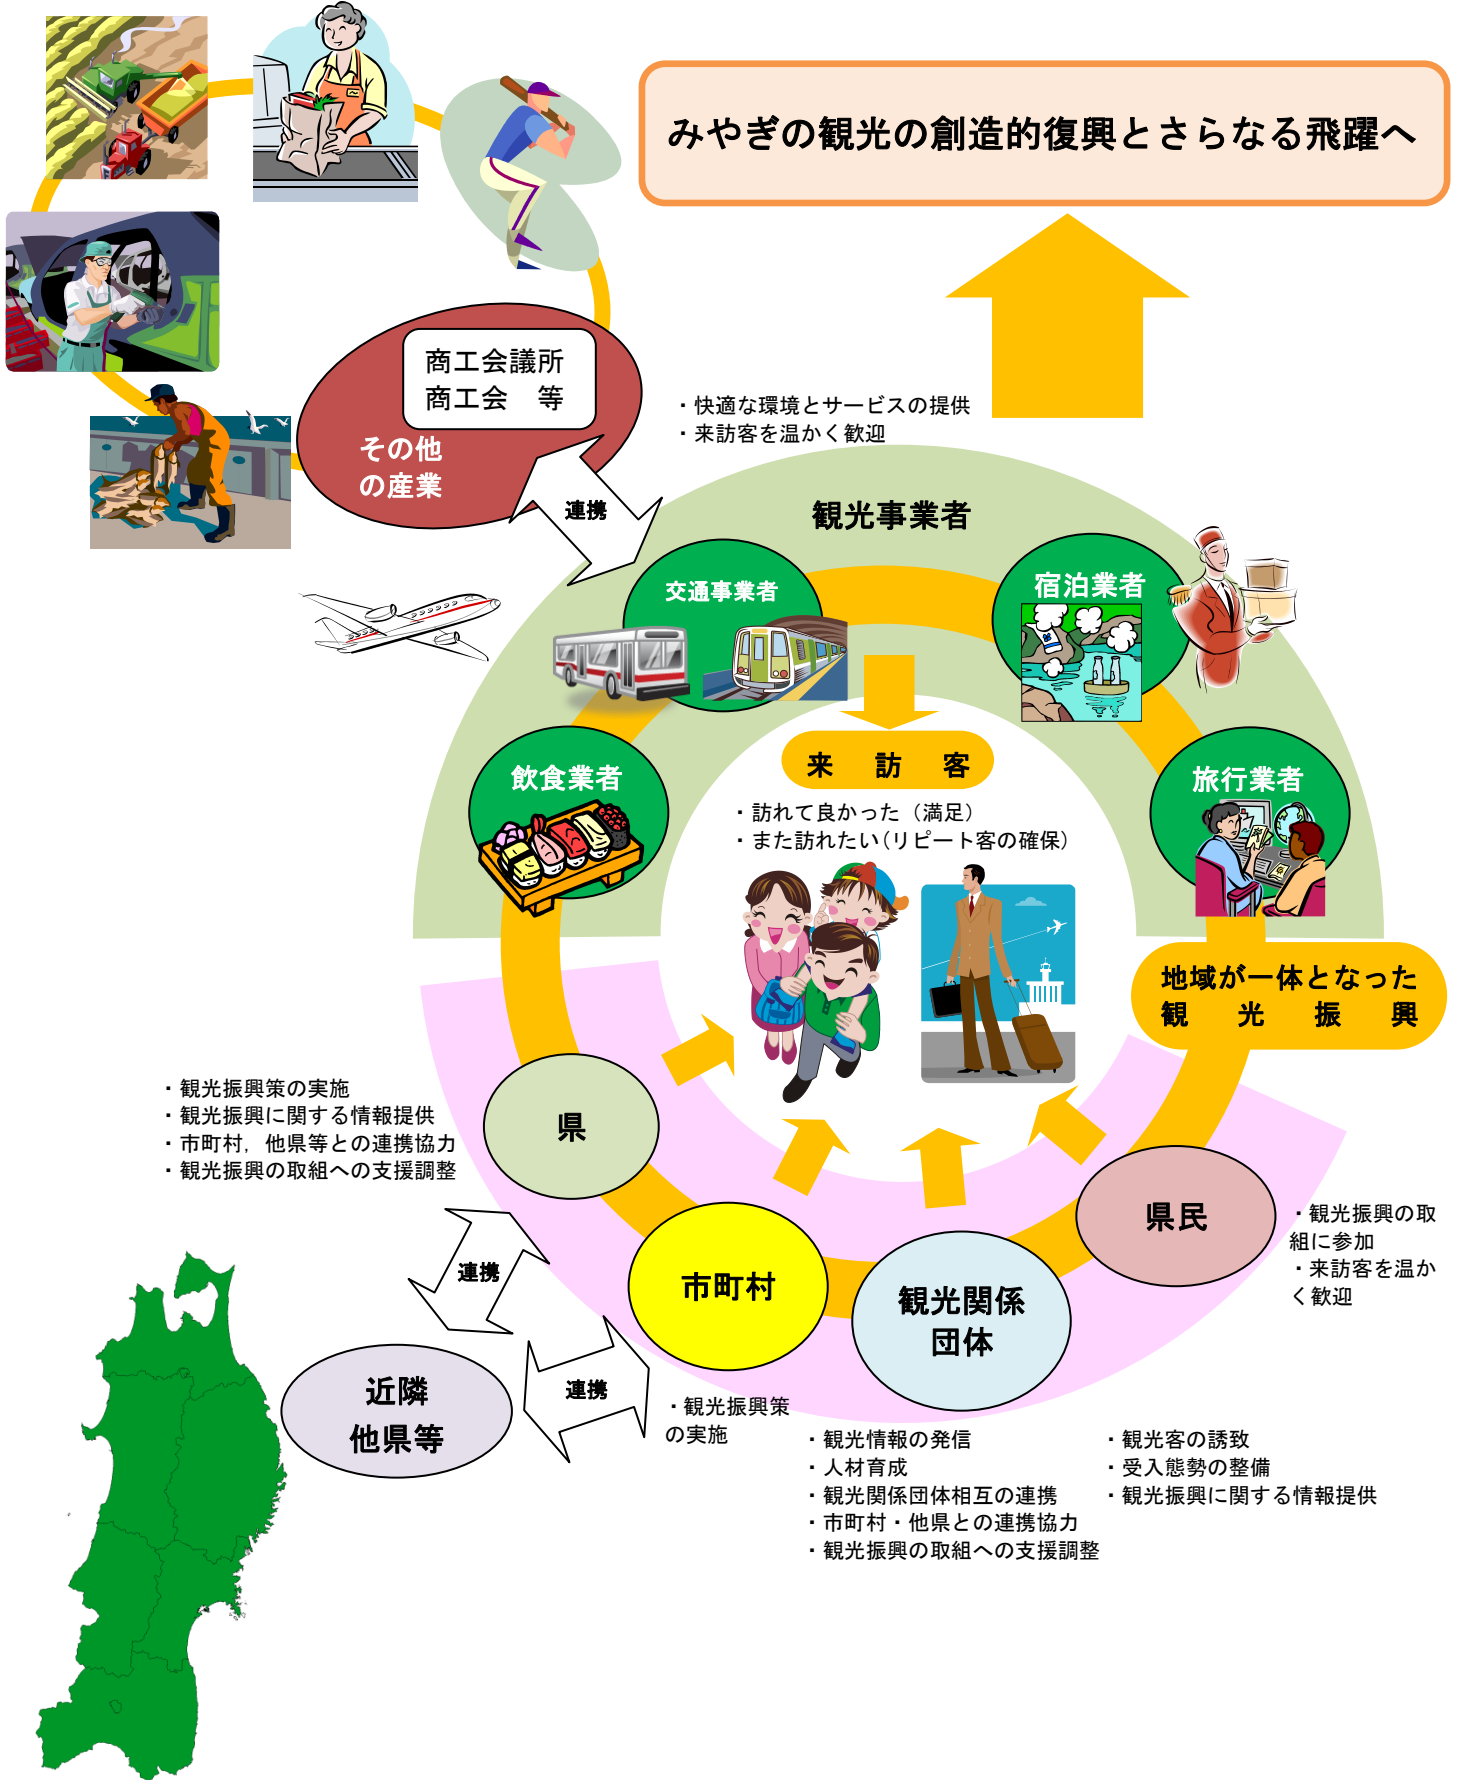 みやぎの観光の創造的復興とさらなる飛躍へ
商工会議所
商工会　等
その他
の産業
連携
・快適な環境とサービスの提供
・来訪客を温かく歓迎
観光事業者
交通事業者
宿泊業者
飲食業者
旅行業者
来　訪　客
・訪れて良かった（満足）
・また訪れたい（リピート客の確保）
地域が一体となった
観　光　振　興
・観光振興策の実施
・観光振興に関する情報提供
・市町村，他県等との連携協力
・観光振興の取組への支援調整
県
県民
・観光振興の取
組に参加
・来訪客を温か
く歓迎
連携
市町村
観光関係
団体
近隣
他県等
連携
・観光振興策
の実施
・観光情報の発信
・人材育成
・観光関係団体相互の連携
・市町村・他県との連携協力
・観光振興の取組への支援調整
・観光客の誘致
・受入態勢の整備
・観光振興に関する情報提供